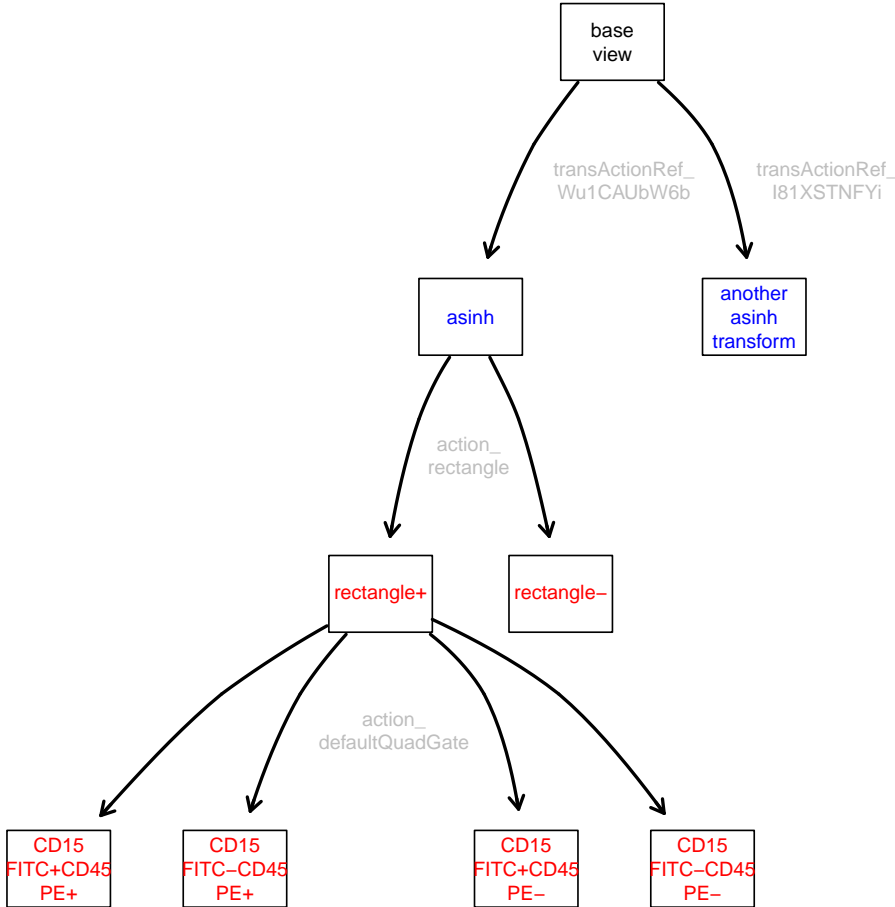 base
view
transActionRef_
Wu1CAUbW6b
transActionRef_
I81XSTNFYi
asinh
another
asinh
transform
action_
rectangle
rectangle+
rectangle−
action_
defaultQuadGate
CD15
FITC+CD45
PE+
CD15
FITC−CD45
PE+
CD15
FITC+CD45
PE−
CD15
FITC−CD45
PE−